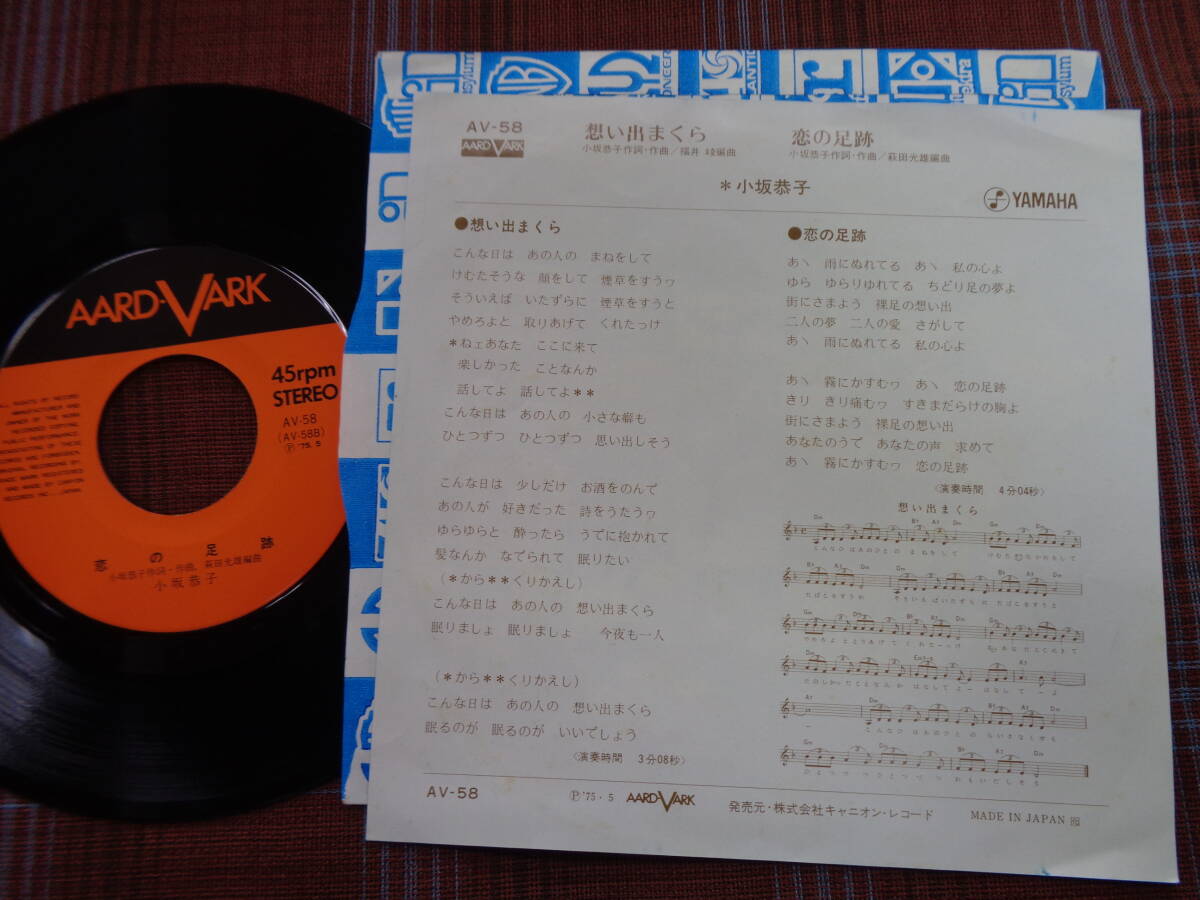 AARD-VARK
45rpm
STEREO
AV-58
(AV-58B)
Ⓟ '75.5
恋の足跡
小坂恭子作詞・作曲, 萩田光雄編曲
小坂恭子
AV-58
AARD VARK
想い出まくら
小坂恭子作詞・作曲/福井 崚編曲
恋の足跡
小坂恭子作詞・作曲/萩田光雄編曲
*小坂恭子
YAMAHA
●想い出まくら
こんな日は あの人の まねをして
けむたそうな 顔をして 煙草をすうヮ
そういえば いたずらに 煙草をすうと
やめろよと 取りあげて くれたっけ
*ねェあなた ここに来て
楽しかった ことなんか
話してよ 話してよ**
こんな日は あの人の 小さな癖も
ひとつずつ ひとつずつ 思い出しそう
こんな日は 少しだけ お酒をのんで
あの人が 好きだった 詩をうたうヮ
ゆらゆらと 酔ったら うでに抱かれて
髪なんか なでられて 眠りたい
(*から**くりかえし)
こんな日は あの人の 想い出まくら
眠りましょ 眠りましょ 今夜も一人
(*から**くりかえし)
こんな日は あの人の 想い出まくら
眠るのが 眠るのが いいでしょう
〈演奏時間 3分08秒〉
●恋の足跡
あヽ 雨にぬれてる あヽ 私の心よ
ゆら ゆらりゆれてる ちどり足の夢よ
街にさまよう 裸足の想い出
二人の夢 二人の愛 さがして
あヽ 雨にぬれてる 私の心よ
あヽ 霧にかすむヮ あヽ 恋の足跡
きり きり痛むヮ すきまだらけの胸よ
街にさまよう 裸足の想い出
あなたのうで あなたの声 求めて
あヽ 霧にかすむヮ 恋の足跡
〈演奏時間 4分04秒〉
想い出まくら
AV-58
Ⓟ '75・5
AARD VARK
発売元・株式会社キャニオン・レコード
MADE IN JAPAN